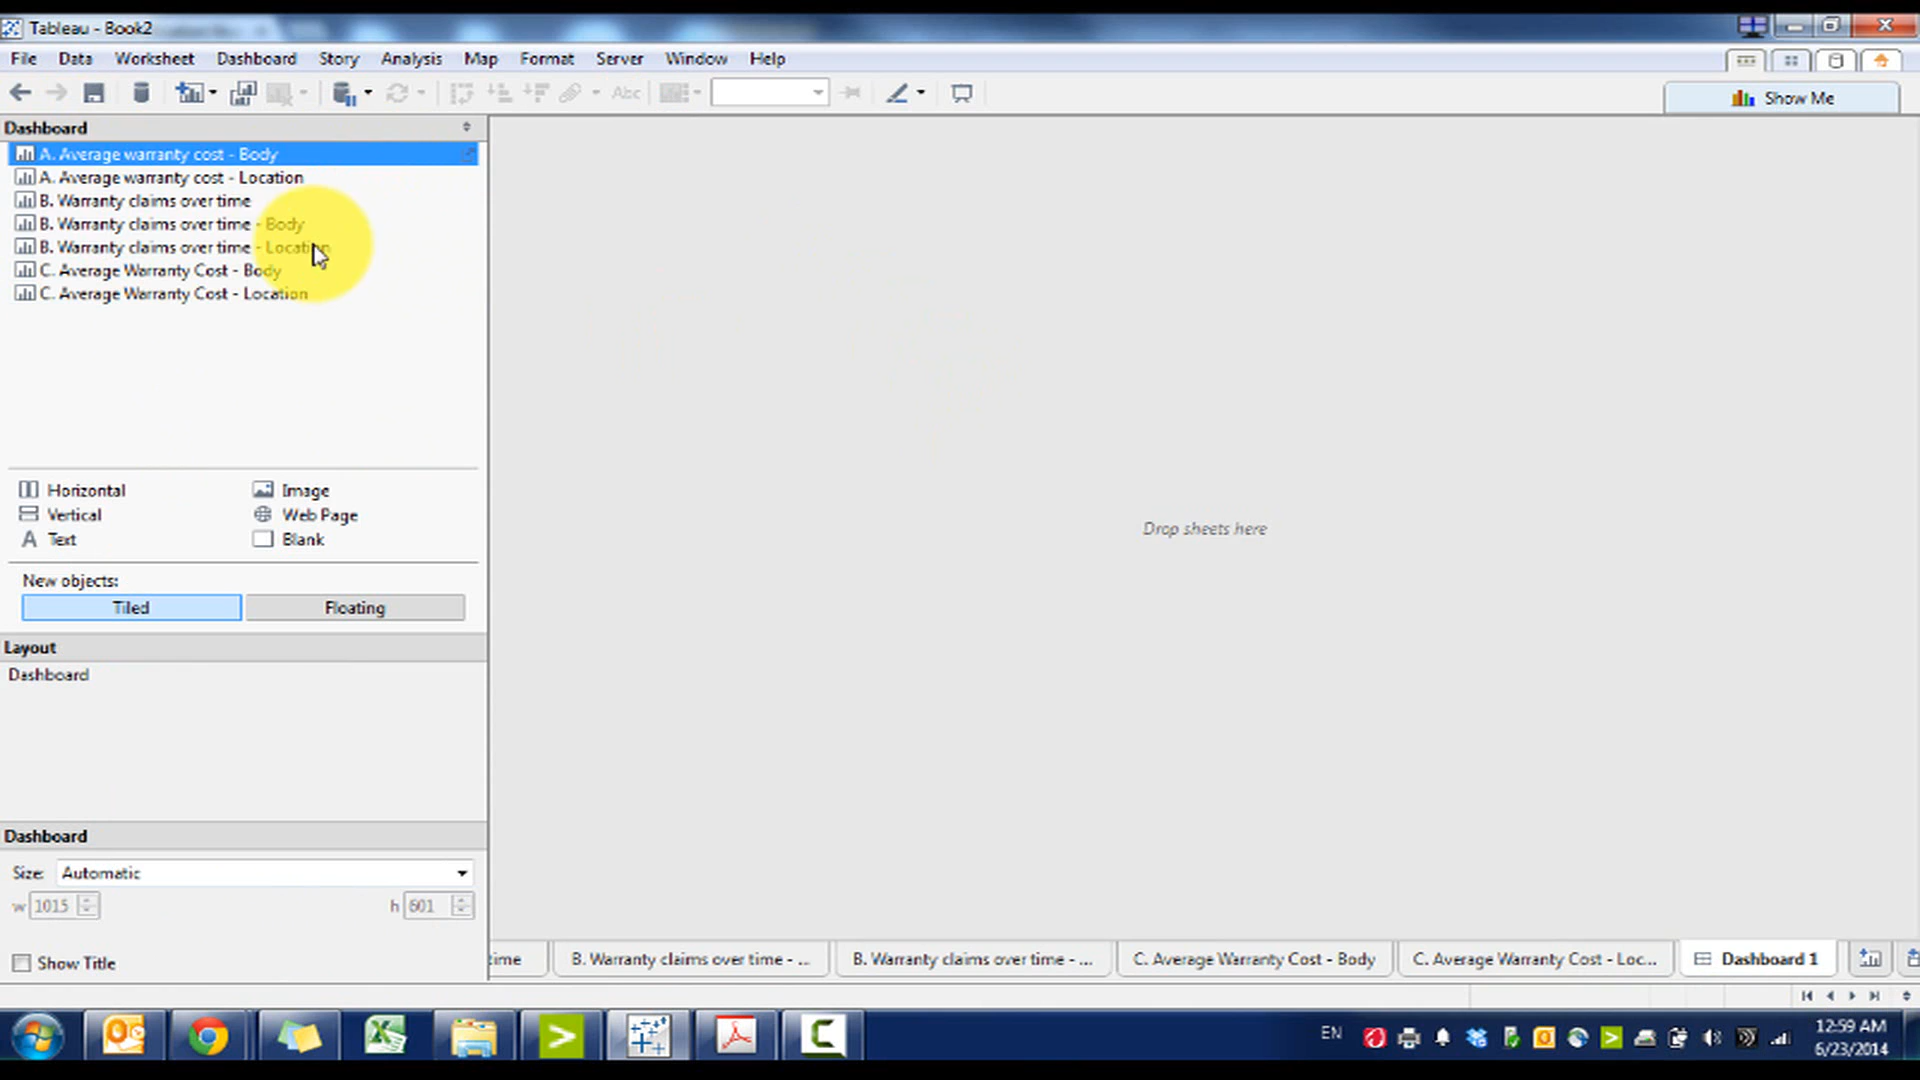 Tableau - Book2
File Data Worksheet Dashboard Story Analysis Map Format Server Window Help
Abc
Show Me
Dashboard
A. Average warranty cost - Body
A. Average warranty cost - Location
B. Warranty claims over time
B. Warranty claims over time - Body
B. Warranty claims over time - Location
C. Average Warranty Cost - Body
C. Average Warranty Cost - Location
Drop sheets here
Horizontal Image
Vertical Web Page
A Text Blank
New objects:
Tiled Floating
Layout
Dashboard
Dashboard
Size: Automatic
w 1015 h 601
Show Title
time B. Warranty claims over time - ... B. Warranty claims over time - ... C. Average Warranty Cost - Body C. Average Warranty Cost - Loc... Dashboard 1
EN
12:59 AM
6/23/2014